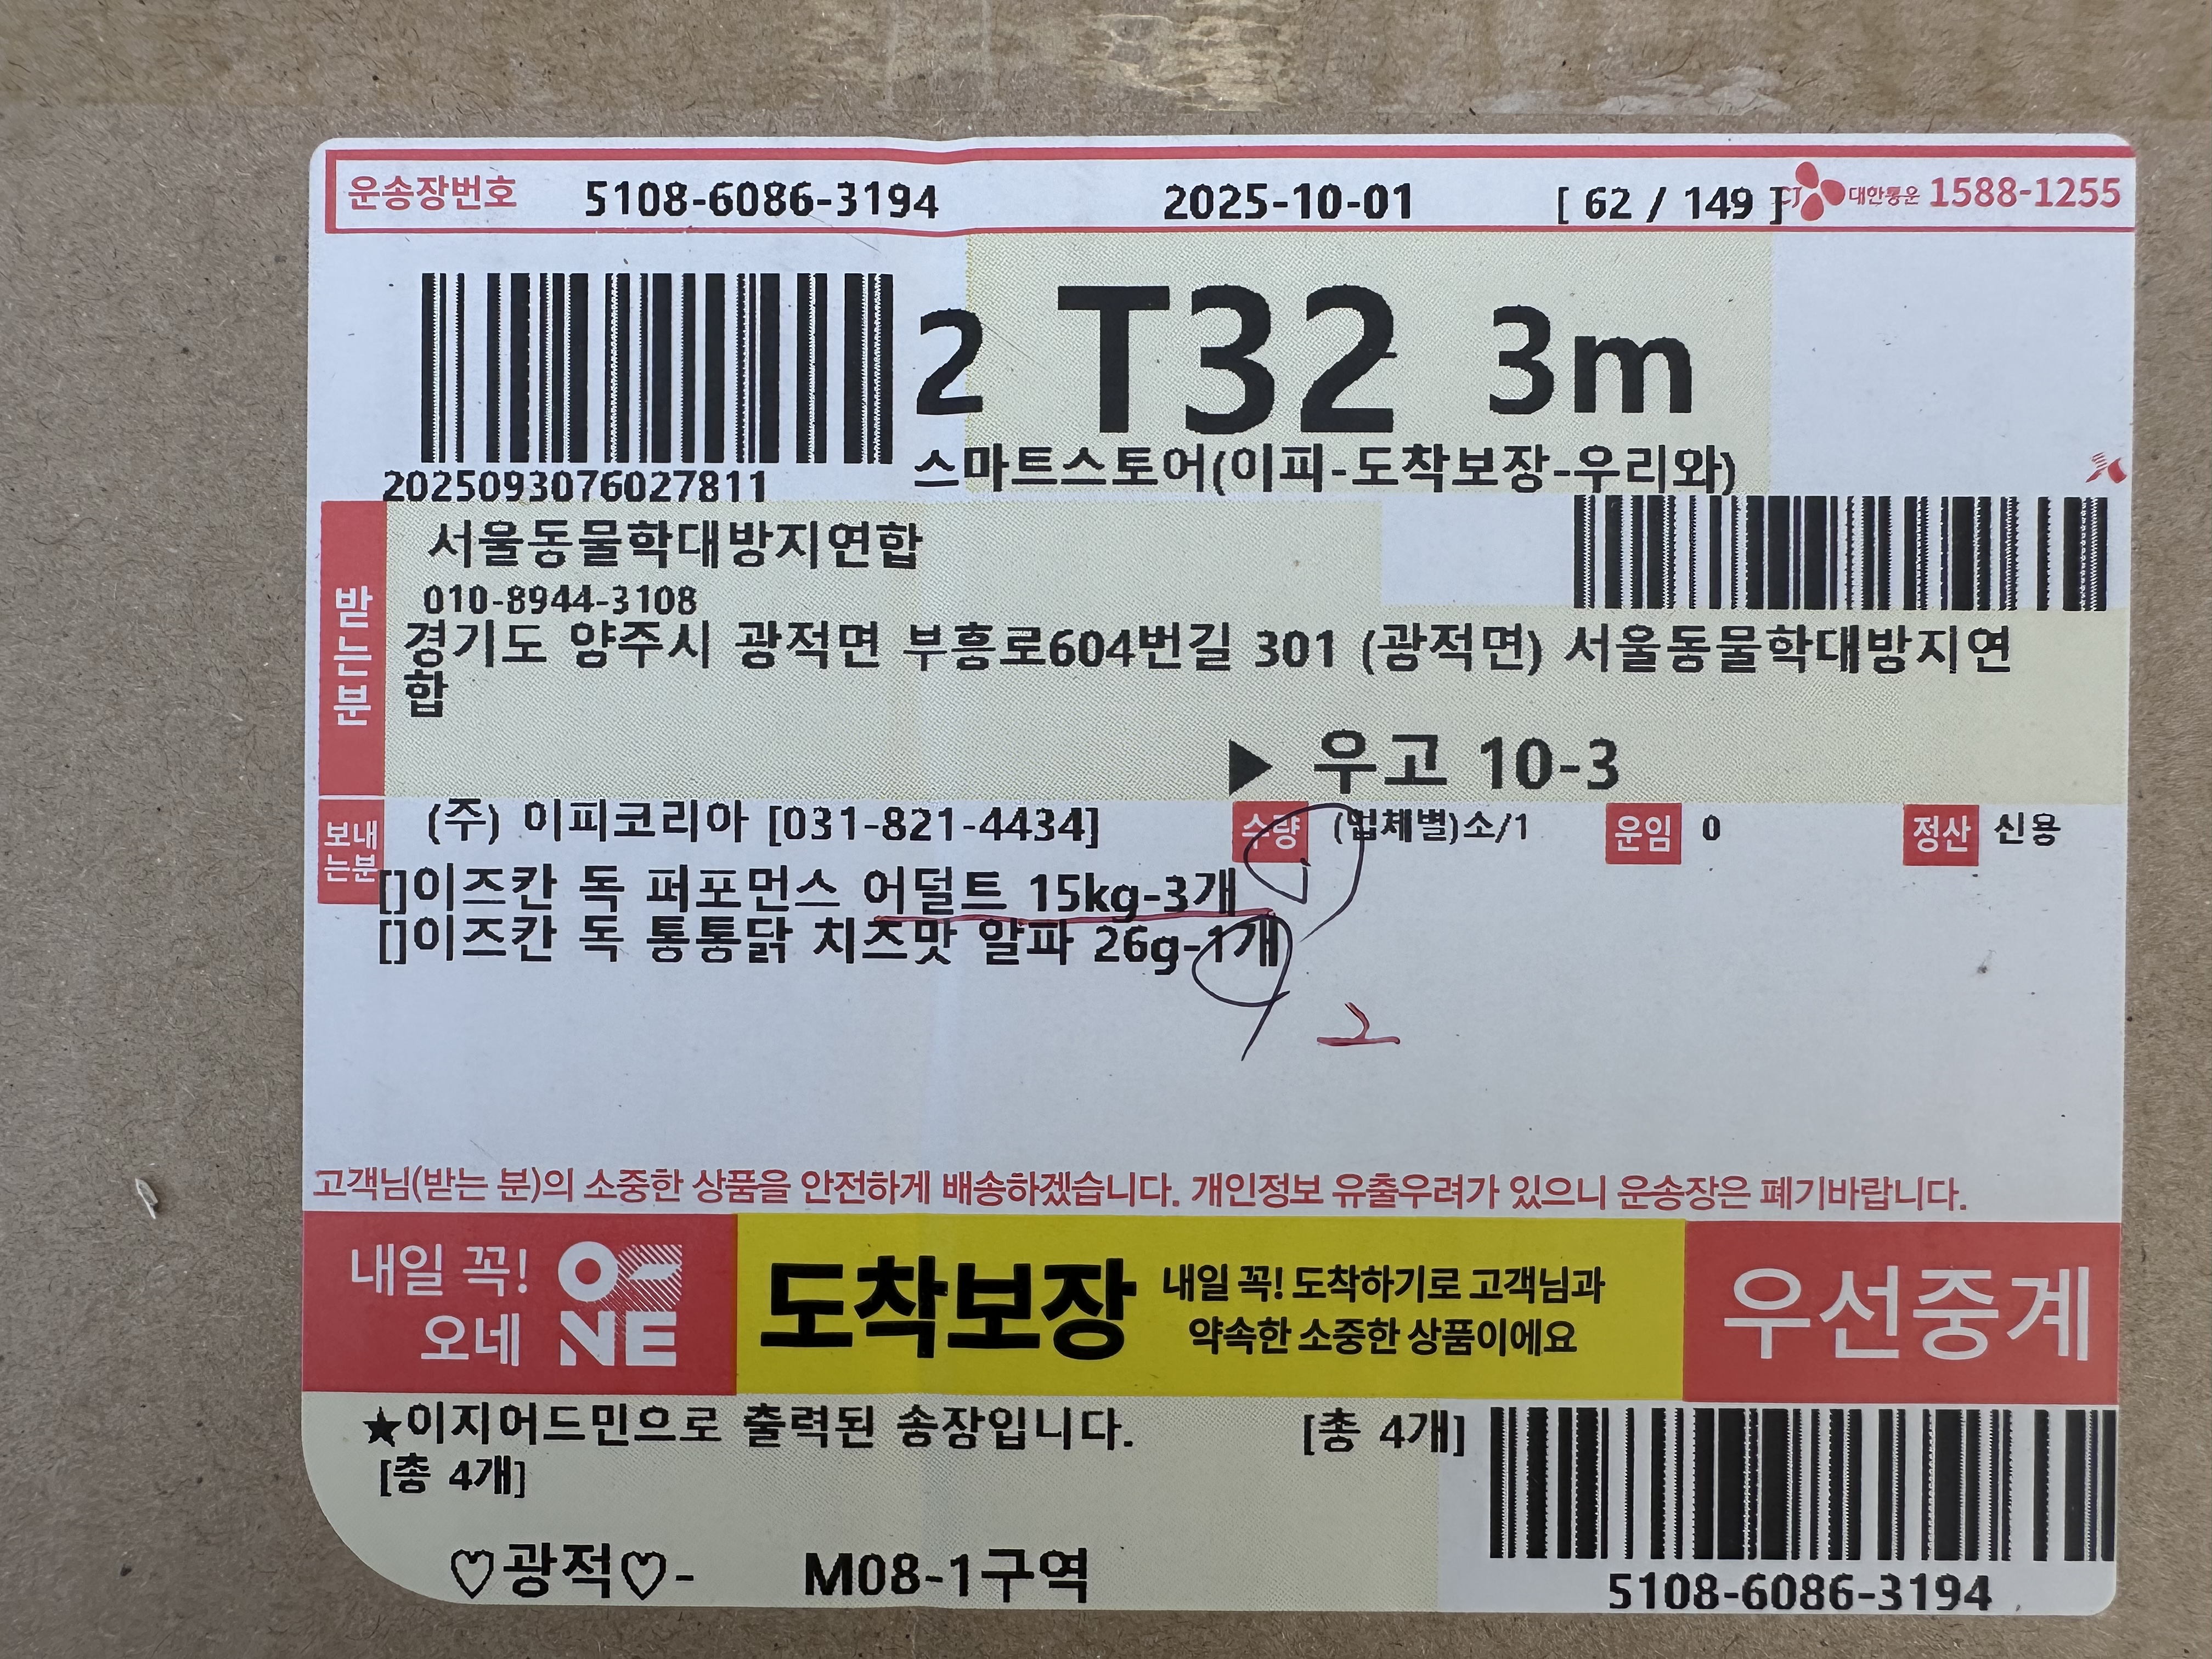 운송장번호 5108-6086-3194 2025-10-01 [ 62 / 149 ] CJ 대한통운 1588-1255
2 T32 3m
2025093076027811 스마트스토어(이피-도착보장-우리와)
받는분
서울동물학대방지연합
010-8944-3108
경기도 양주시 광적면 부흥로604번길 301 (광적면) 서울동물학대방지연
합
▶ 우고 10-3
보내는분 (주) 이피코리아 [031-821-4434] 수량 (업체별)소/1 운임 0 정산 신용
[]이즈칸 독 퍼포먼스 어덜트 15kg-3개
[]이즈칸 독 통통닭 치즈맛 알파 26g-1개
2
고객님(받는 분)의 소중한 상품을 안전하게 배송하겠습니다. 개인정보 유출우려가 있으니 운송장은 폐기바랍니다.
내일 꼭! 오네 O-NE
도착보장
내일 꼭! 도착하기로 고객님과
약속한 소중한 상품이에요
우선중계
★이지어드민으로 출력된 송장입니다. [총 4개]
[총 4개]
♡광적♡- M08-1구역
5108-6086-3194